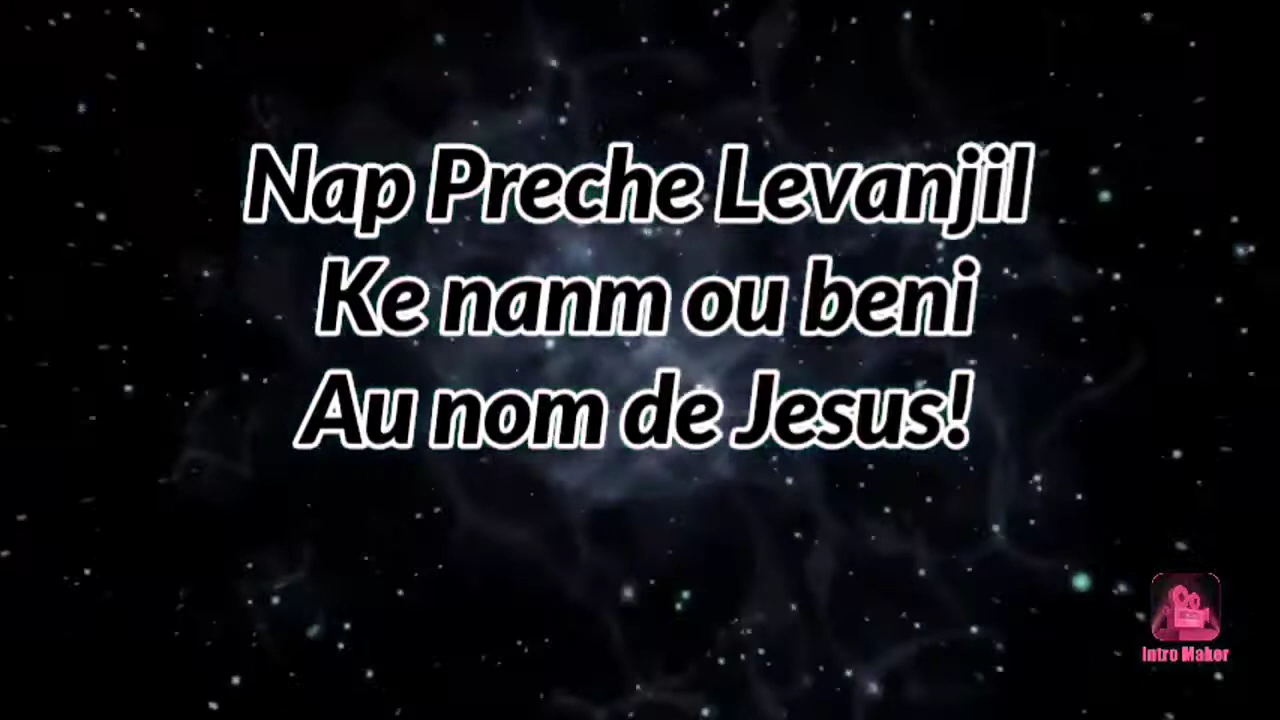 Nap Preche Levanjil
Ke nanm ou beni
Au nom de Jesus!
Intro Maker